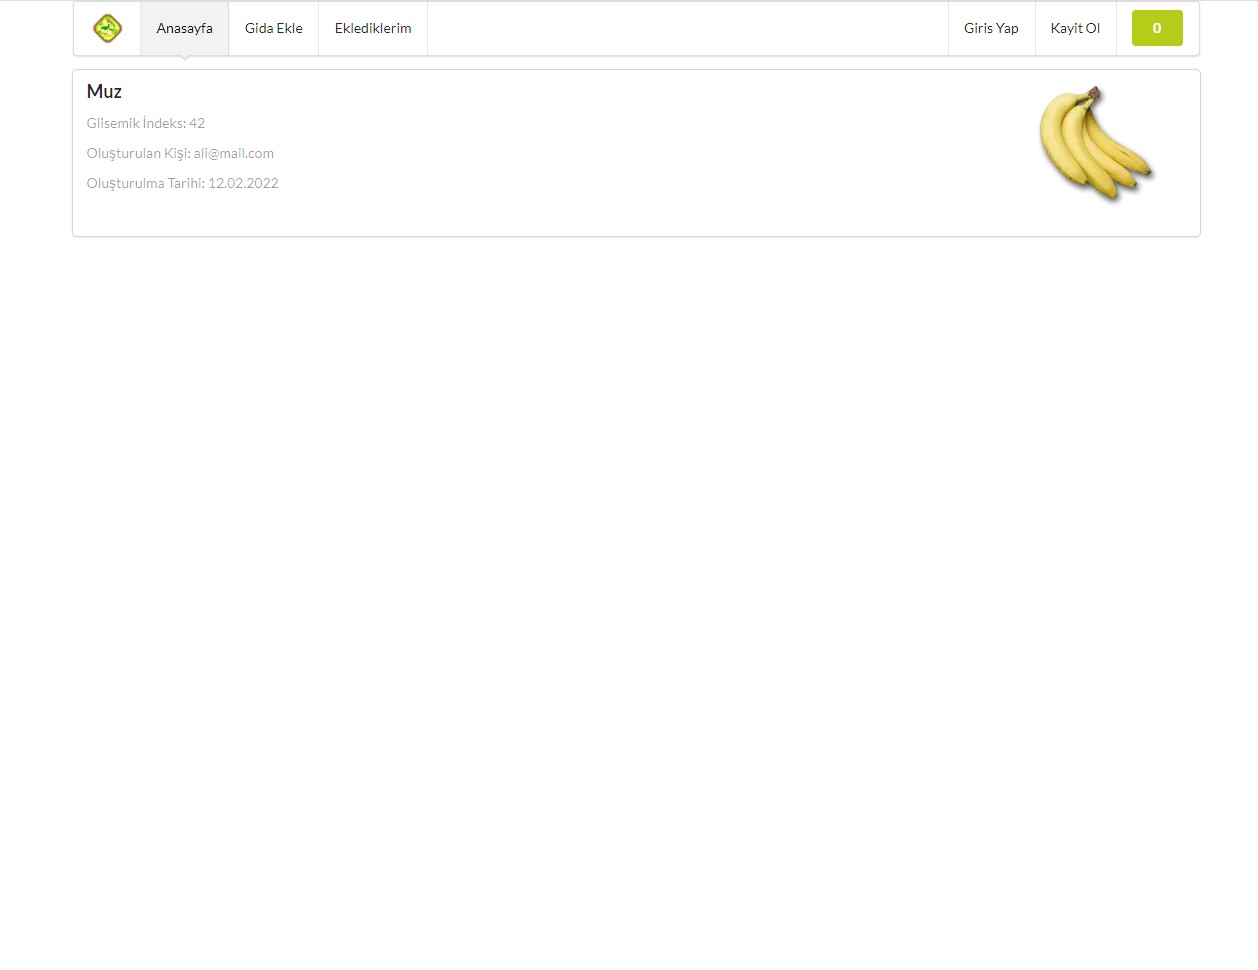 Anasayfa Gida Ekle Eklediklerim Giris Yap Kayit Ol 0
Muz
Glisemik İndeks: 42
Oluşturulan Kişi: ali@mail.com
Oluşturulma Tarihi: 12.02.2022